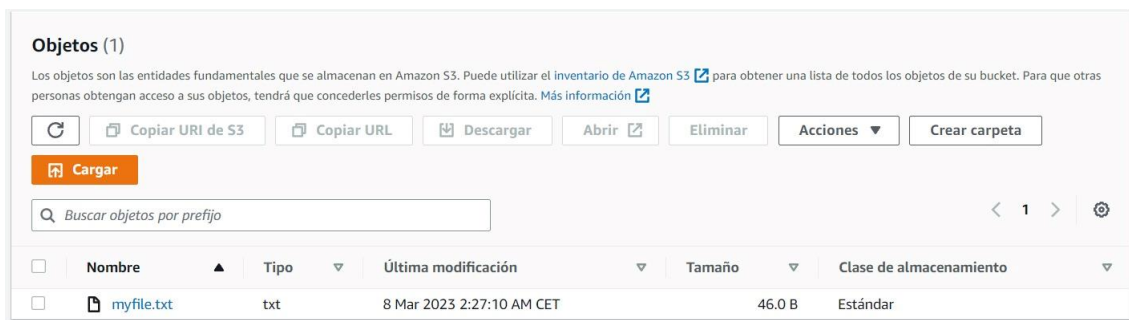 Objetos (1)
Los objetos son las entidades fundamentales que se almacenan en Amazon S3. Puede utilizar el inventario de Amazon S3 para obtener una lista de todos los objetos de su bucket. Para que otras
personas obtengan acceso a sus objetos, tendrá que concederles permisos de forma explícita. Más información
Copiar URI de S3 Copiar URL Descargar Abrir Eliminar Acciones Crear carpeta
Cargar
Buscar objetos por prefijo 1
Nombre Tipo Última modificación Tamaño Clase de almacenamiento
myfile.txt txt 8 Mar 2023 2:27:10 AM CET 46.0 B Estándar